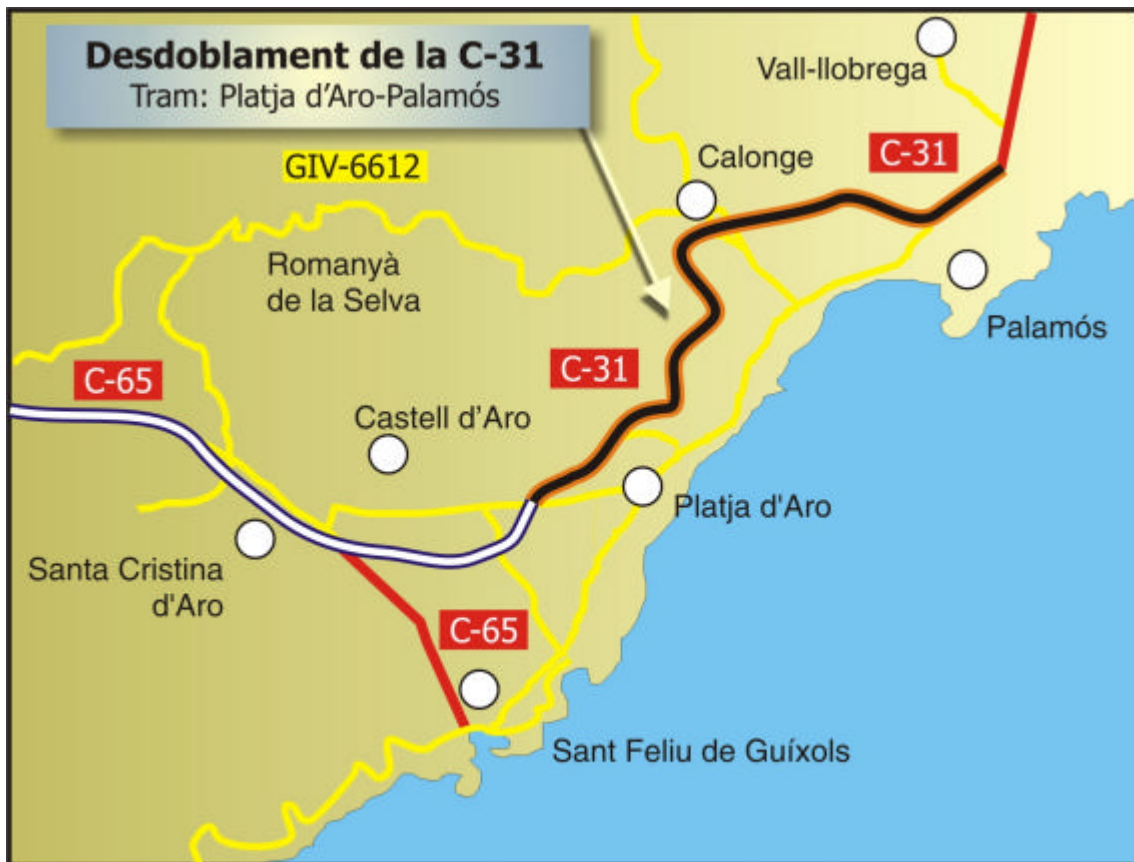 Desdoblament de la C-31
Tram: Platja d'Aro-Palamós
Vall-llobrega
C-31
Calonge
GIV-6612
Romanyà
de la Selva
Palamós
C-65
C-31
Castell d'Aro
Platja d'Aro
Santa Cristina
d'Aro
C-65
Sant Feliu de Guíxols